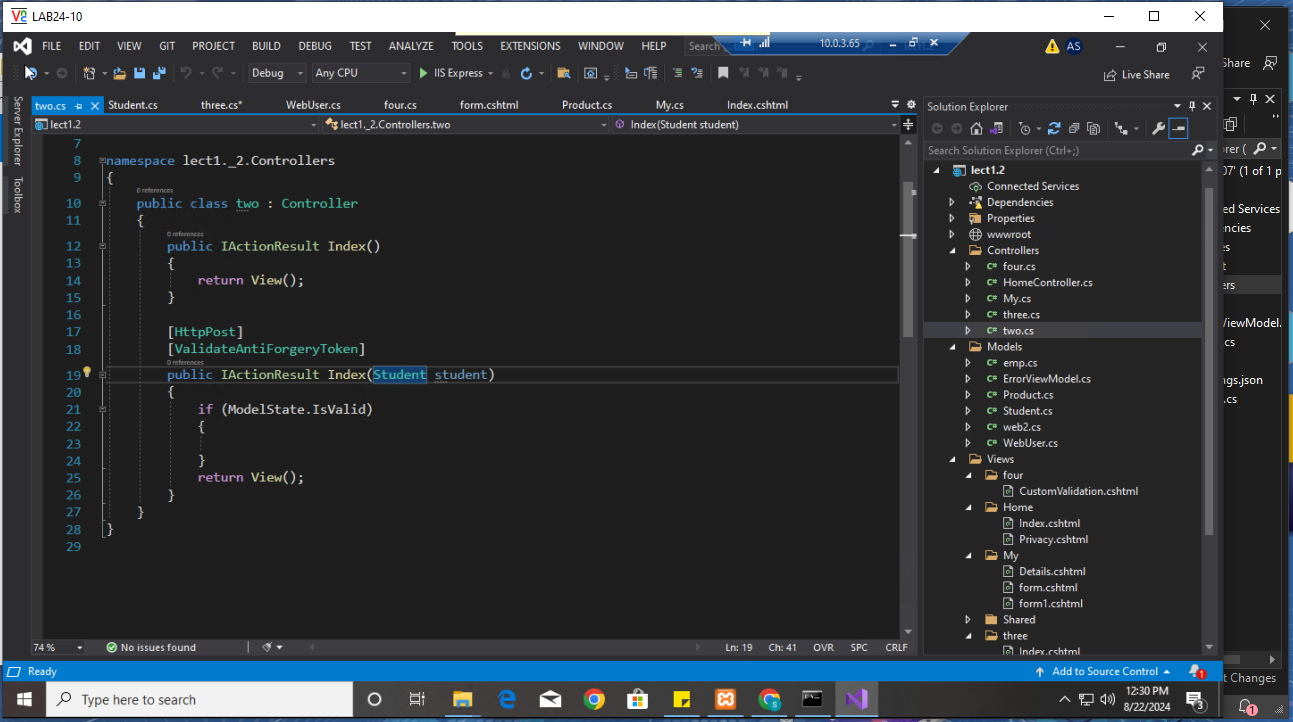 LAB24-10
FILE EDIT VIEW GIT PROJECT BUILD DEBUG TEST ANALYZE TOOLS EXTENSIONS WINDOW HELP Search
10.0.3.65
AS
Debug Any CPU IIS Express Live Share
Share
two.cs Student.cs three.cs* WebUser.cs four.cs form.cshtml Product.cs My.cs Index.cshtml
lect1.2 lect1._2.Controllers.two Index(Student student)
Server Explorer
Toolbox
7
8 namespace lect1._2.Controllers
9 {
0 references
10 public class two : Controller
11 {
0 references
12 public IActionResult Index()
13 {
14 return View();
15 }
16
17 [HttpPost]
18 [ValidateAntiForgeryToken]
0 references
19 public IActionResult Index(Student student)
20 {
21 if (ModelState.IsValid)
22 {
23
24 }
25 return View();
26 }
27 }
28 }
29
74 % No issues found Ln: 19 Ch: 41 OVR SPC CRLF
Solution Explorer
Search Solution Explorer (Ctrl+;)
lect1.2
Connected Services
Dependencies
Properties
wwwroot
Controllers
four.cs
HomeController.cs
My.cs
three.cs
two.cs
Models
emp.cs
ErrorViewModel.cs
Product.cs
Student.cs
web2.cs
WebUser.cs
Views
four
CustomValidation.cshtml
Home
Index.cshtml
Privacy.cshtml
My
Details.cshtml
form.cshtml
form1.cshtml
Shared
three
Index.cshtml
rer (
07' (1 of 1 p
ed Services
ncies
es
t
ers
ViewModel.
cs
ngs.json
.cs
t Changes
1
Ready Add to Source Control 1
Type here to search
12:30 PM
8/22/2024
3